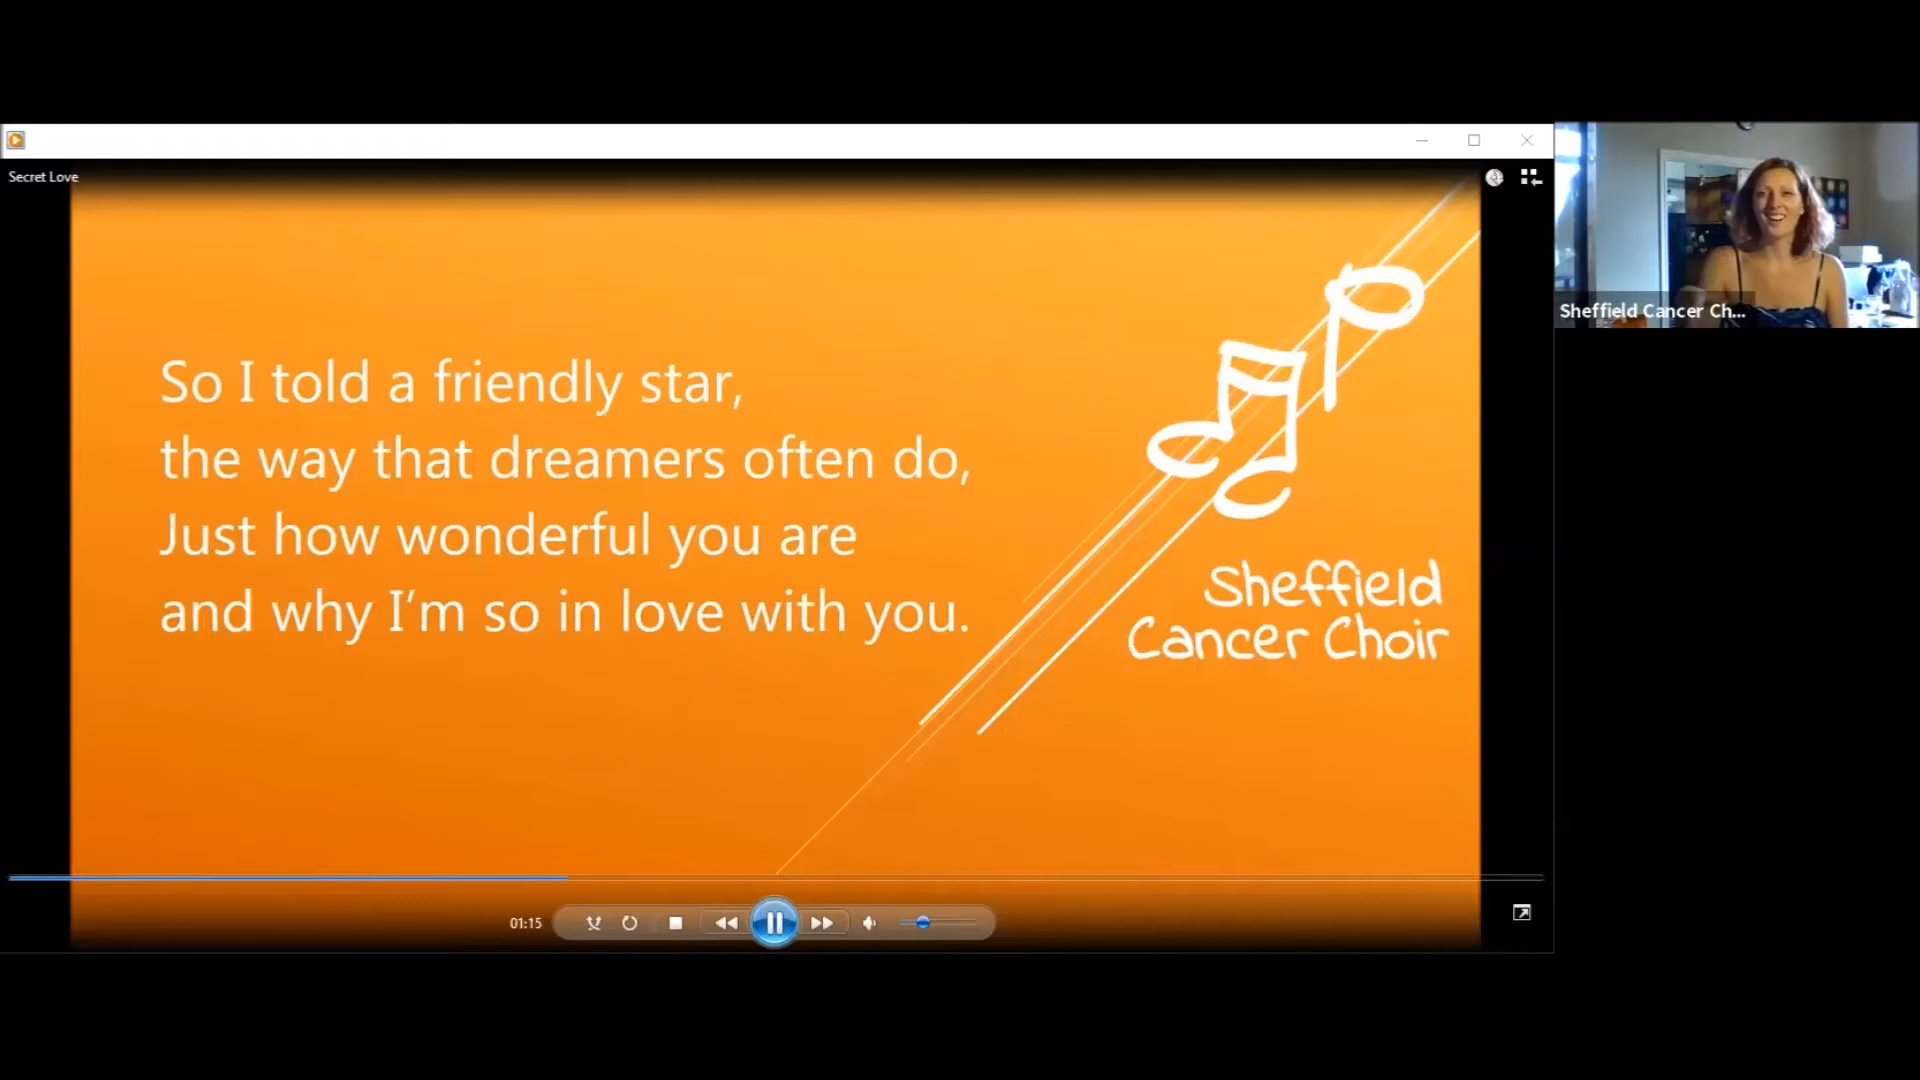 Secret Love
So I told a friendly star,
the way that dreamers often do,
Just how wonderful you are
and why I'm so in love with you.
Sheffield
Cancer Choir
Sheffield Cancer Ch...
01:15